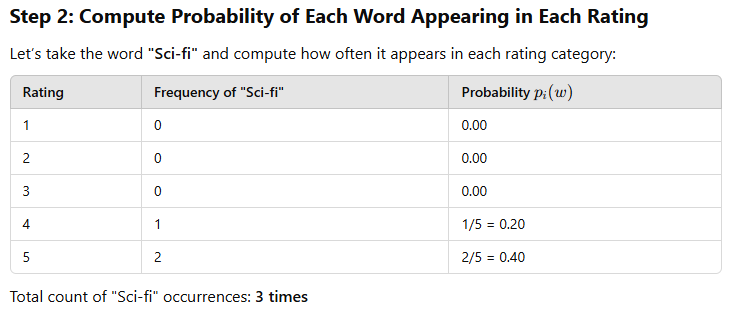 Step 2: Compute Probability of Each Word Appearing in Each Rating
Let's take the word "Sci-fi" and compute how often it appears in each rating category:
Rating Frequency of "Sci-fi" Probability pᵢ(w)
1 0 0.00
2 0 0.00
3 0 0.00
4 1 1/5 = 0.20
5 2 2/5 = 0.40
Total count of "Sci-fi" occurrences: 3 times